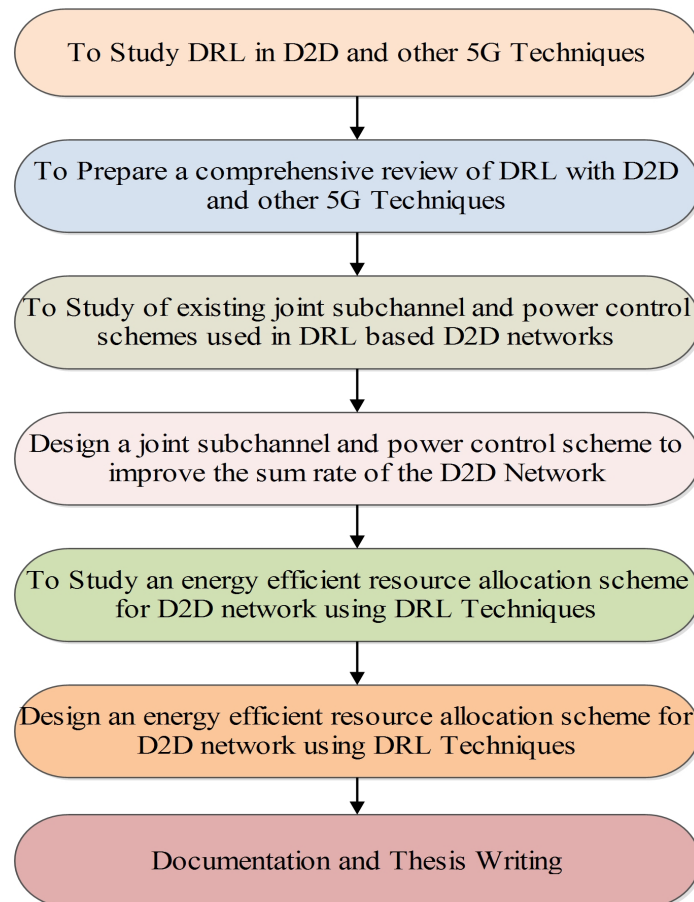 To Study DRL in D2D and other 5G Techniques
To Prepare a comprehensive review of DRL with D2D
and other 5G Techniques
To Study of existing joint subchannel and power control
schemes used in DRL based D2D networks
Design a joint subchannel and power control scheme to
improve the sum rate of the D2D Network
To Study an energy efficient resource allocation scheme
for D2D network using DRL Techniques
Design an energy efficient resource allocation scheme for
D2D network using DRL Techniques
Documentation and Thesis Writing